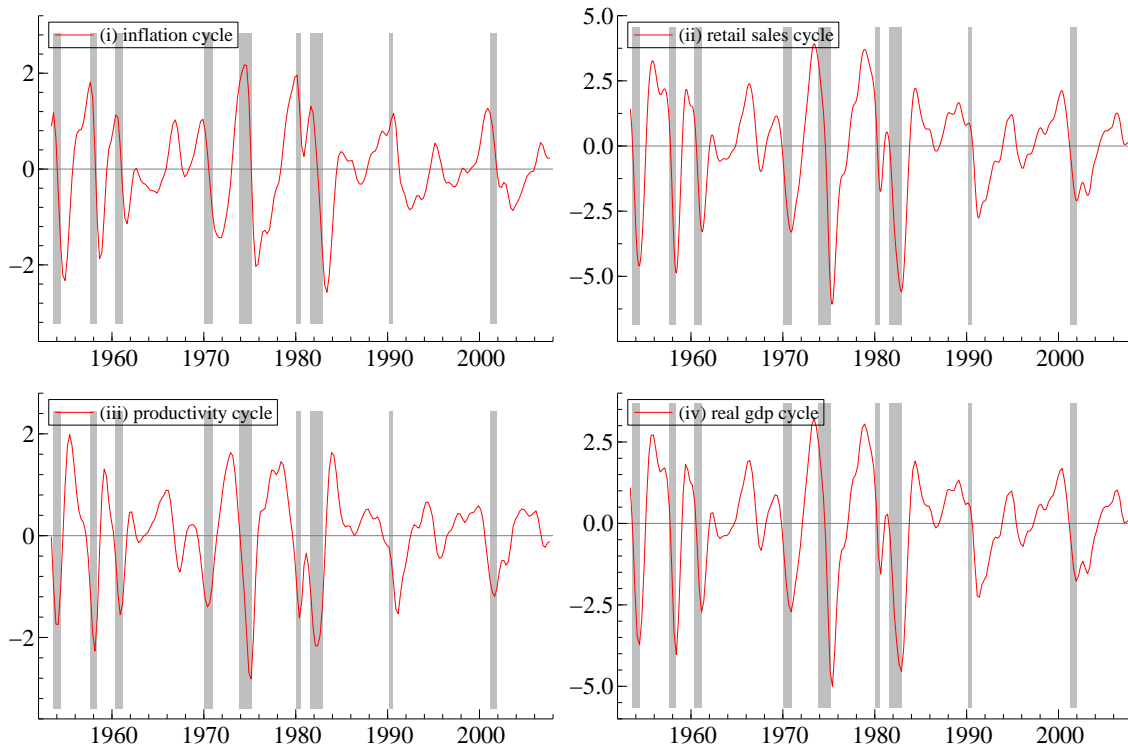 (i) inflation cycle
2
0
−2
1960 1970 1980 1990 2000
(ii) retail sales cycle
5.0
2.5
0.0
−2.5
−5.0
1960 1970 1980 1990 2000
(iii) productivity cycle
2
0
−2
1960 1970 1980 1990 2000
(iv) real gdp cycle
2.5
0.0
−2.5
−5.0
1960 1970 1980 1990 2000